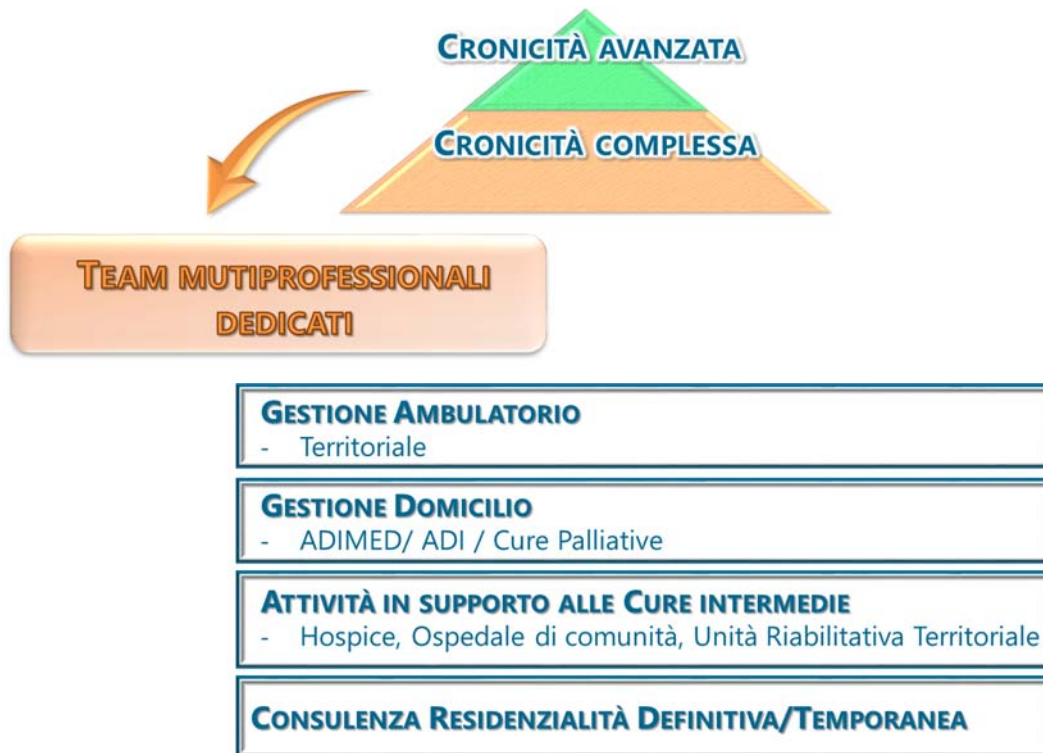 CRONICITÀ AVANZATA
CRONICITÀ COMPLESSA
TEAM MUTIPROFESSIONALI
DEDICATI
GESTIONE AMBULATORIO
- Territoriale
GESTIONE DOMICILIO
- ADIMED/ ADI / Cure Palliative
ATTIVITÀ IN SUPPORTO ALLE CURE INTERMEDIE
- Hospice, Ospedale di comunità, Unità Riabilitativa Territoriale
CONSULENZA RESIDENZIALITÀ DEFINITIVA/TEMPORANEA